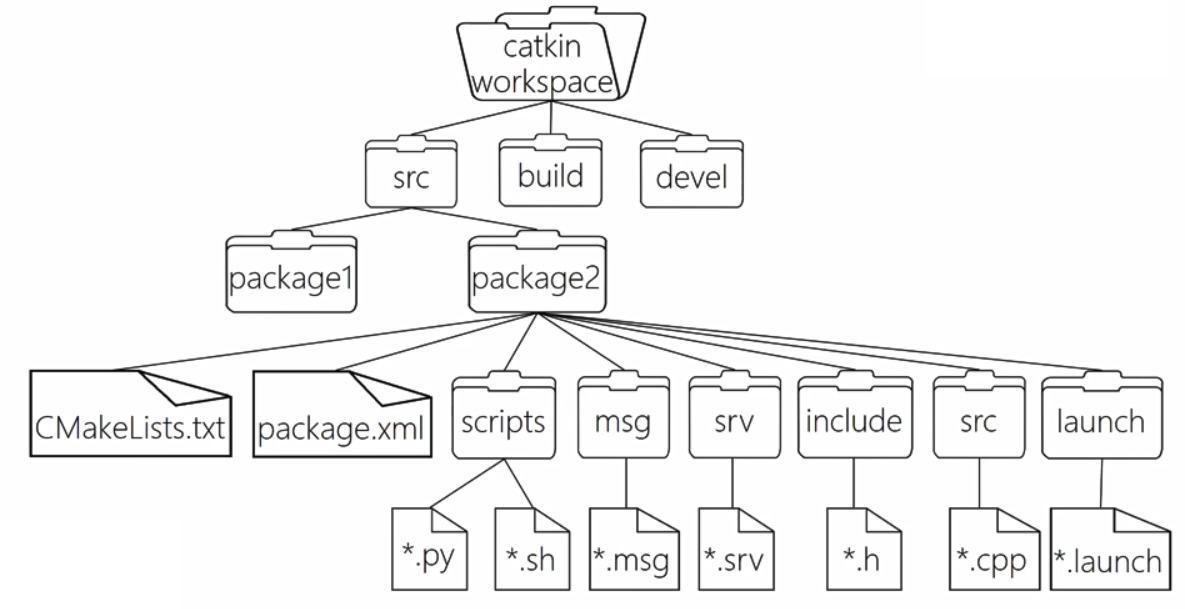 catkin
workspace
src
build
devel
package1
package2
CMakeLists.txt
package.xml
scripts
msg
srv
include
src
launch
*.py
*.sh
*.msg
*.srv
*.h
*.cpp
*.launch